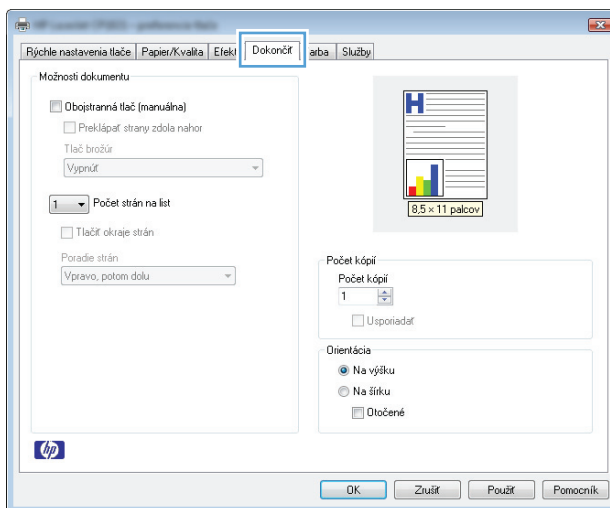 Rýchle nastavenia tlače Papier/Kvalita Efekt Dokončiť arba Služby
Možnosti dokumentu
Obojstranná tlač (manuálna)
Preklápať strany zdola nahor
Tlač brožúr
Vypnúť
1 Počet strán na list
Tlačiť okraje strán
Poradie strán
Vpravo, potom dolu
H
8,5 × 11 palcov
Počet kópií
Počet kópií
1
Usporiadať
Orientácia
Na výšku
Na šírku
Otočené
hp
OK Zrušiť Použiť Pomocník